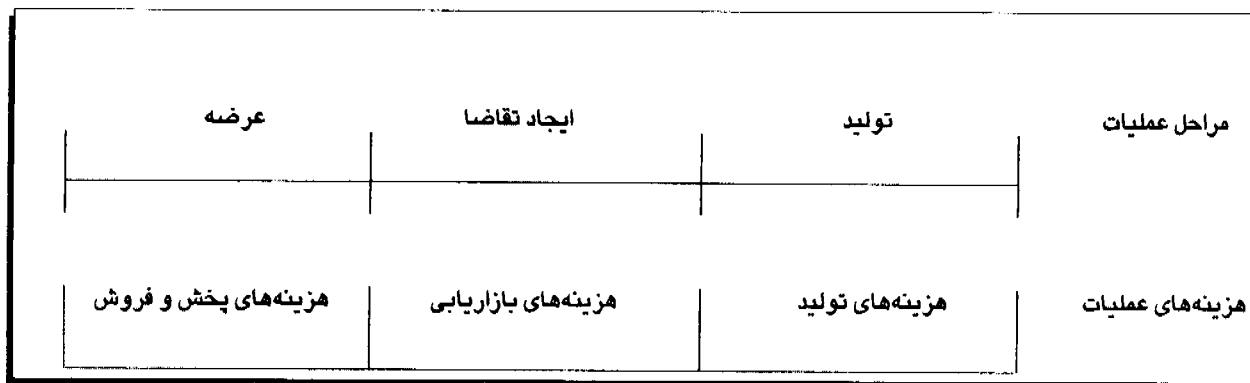 مراحل عملیات تولید ایجاد تقاضا عرضه
هزینه‌های عملیات هزینه‌های تولید هزینه‌های بازاریابی هزینه‌های پخش و فروش